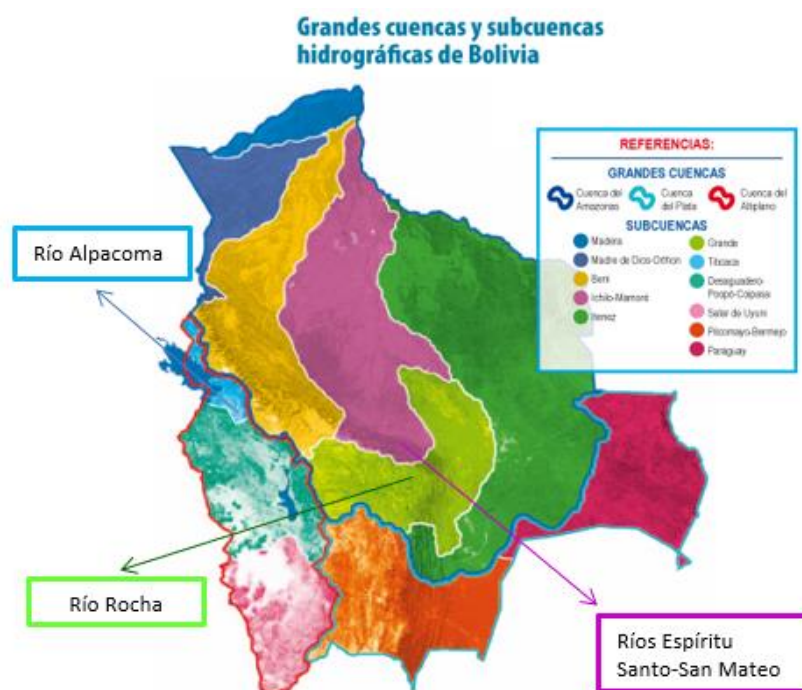 Grandes cuencas y subcuencas
hidrográficas de Bolivia
REFERENCIAS:
GRANDES CUENCAS
Cuenca del
Amazonas
Cuenca
del Plata
Cuenca del
Altiplano
SUBCUENCAS
Madera
Madre de Dios-Orthon
Beni
Ichilo-Mamoré
Itenez
Grande
Titicaca
Desaguadero-
Poopó-Coipasa
Salar de Uyuni
Pilcomayo-Bermejo
Paraguay
Río Alpacoma
Río Rocha
Ríos Espíritu
Santo-San Mateo